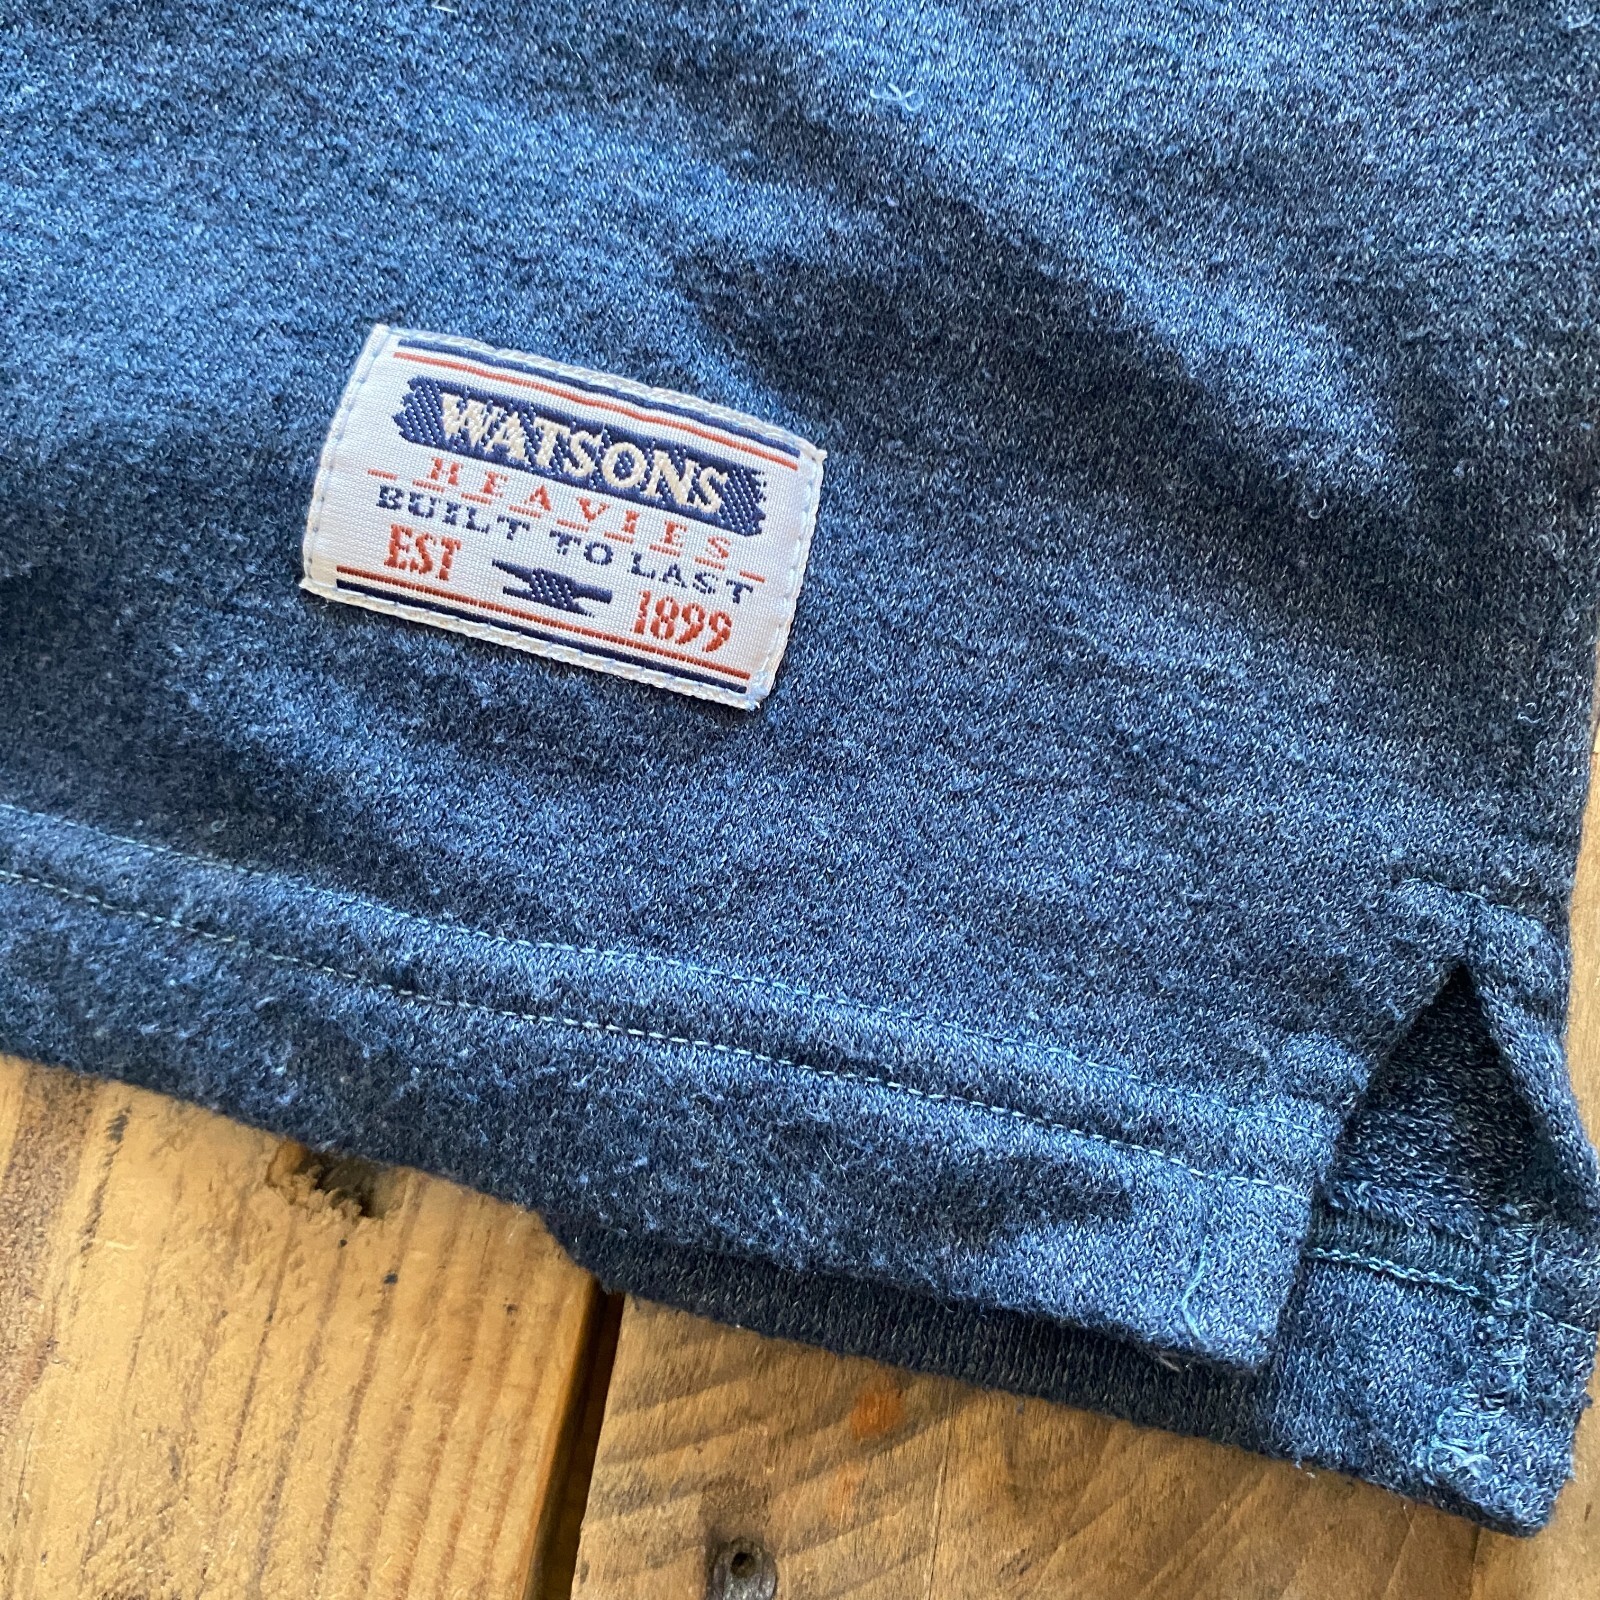 WATSONS
HEAVIES
BUILT TO LAST
EST 1899